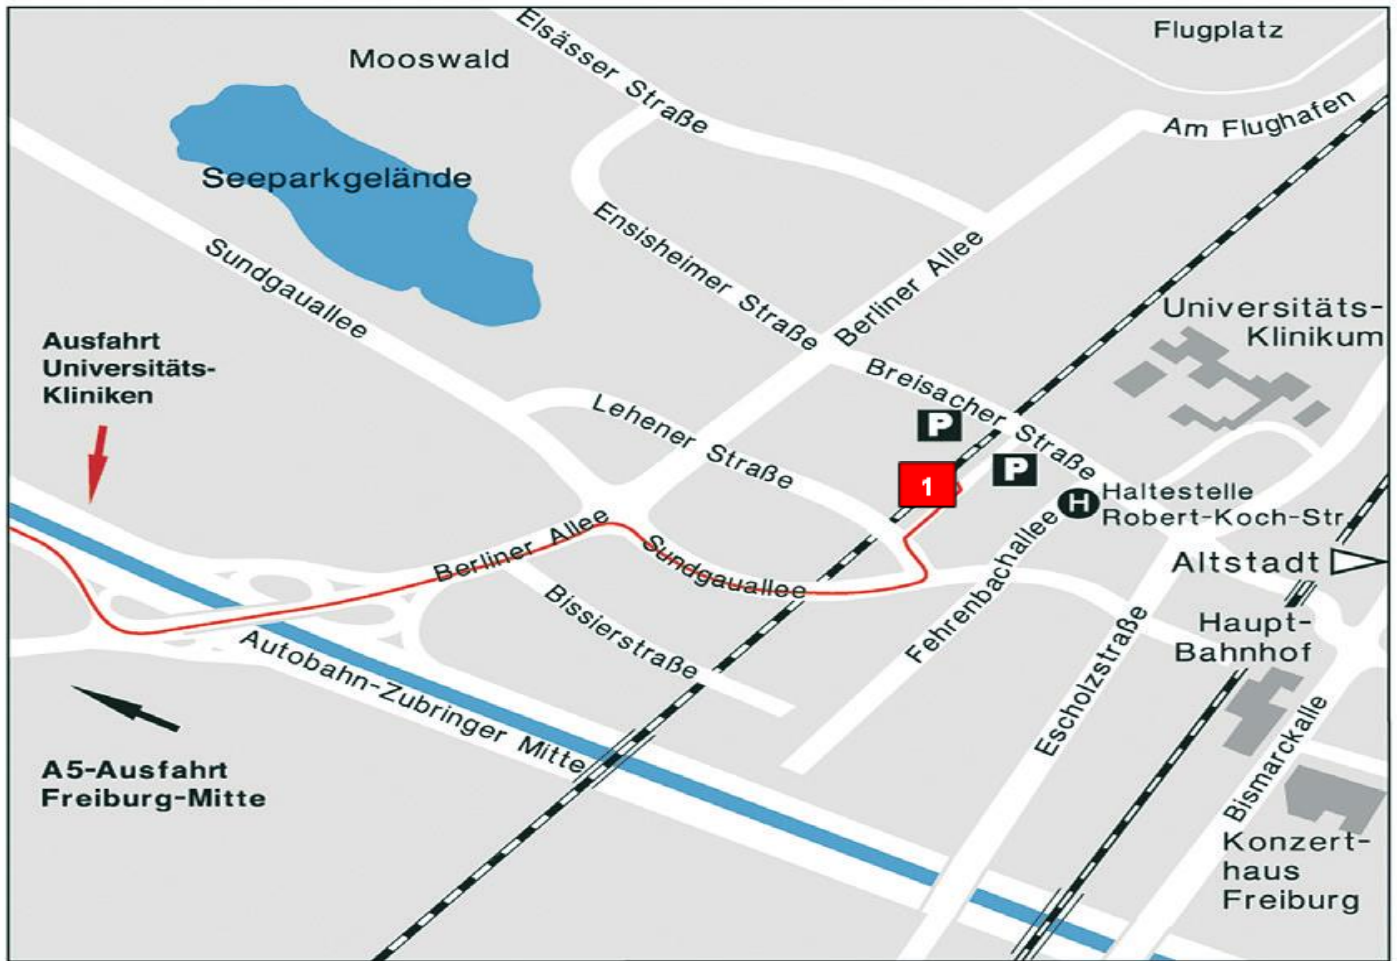 Flugplatz
Elsässer Straße
Mooswald
Am Flughafen
Seeparkgelände
Ensisheimer Straße
Berliner Allee
Sundgauallee
Universitäts-
Klinikum
Ausfahrt
Universitäts-
Kliniken
Breisacher Straße
Lehener Straße
P
P
1
H
Haltestelle
Robert-Koch-Str.
Berliner Allee
Sundgauallee
Fehrenbachallee
Altstadt
Bissierstraße
Escholzstraße
Haupt-
Bahnhof
Autobahn-Zubringer Mitte
Bismarckalle
A5-Ausfahrt
Freiburg-Mitte
Konzert-
haus
Freiburg